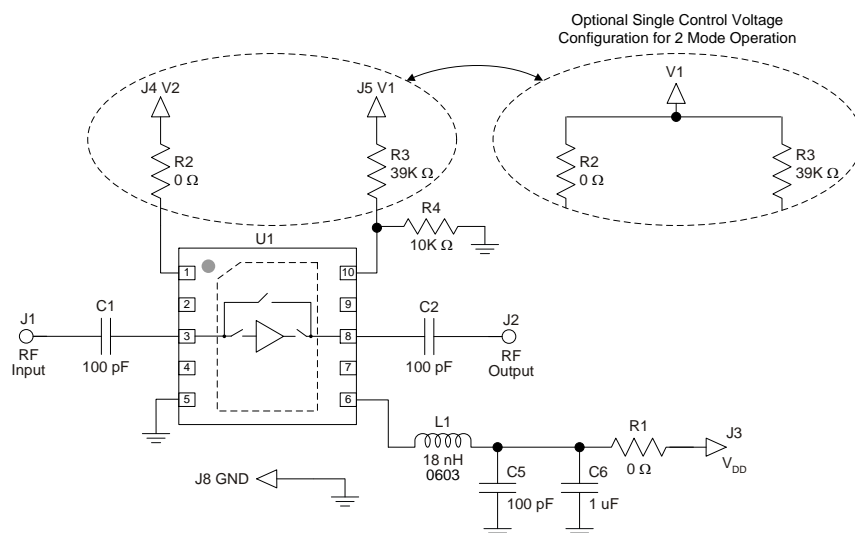 Optional Single Control Voltage
Configuration for 2 Mode Operation
J4 V2
J5 V1
V1
R2
0 Ω
R3
39K Ω
R2
0 Ω
R3
39K Ω
R4
10K Ω
U1
1
10
2
9
J1
C1
C2
J2
3
8
RF
Input
100 pF
4
7
100 pF
RF
Output
5
6
L1
R1
J3
18 nH
0603
0 Ω
VDD
J8 GND
C5
C6
100 pF
1 uF